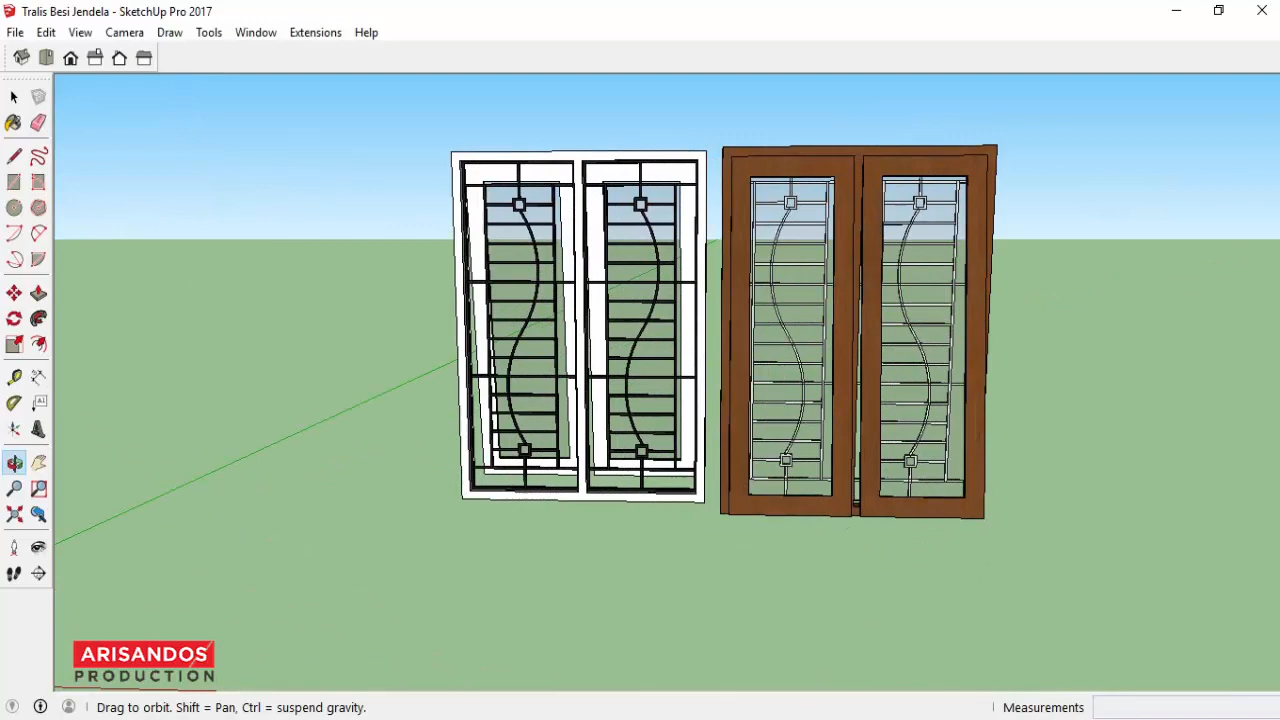 Tralis Besi Jendela - SketchUp Pro 2017
File Edit View Camera Draw Tools Window Extensions Help
ARISANDOS
PRODUCTION
Drag to orbit. Shift = Pan, Ctrl = suspend gravity.
Measurements